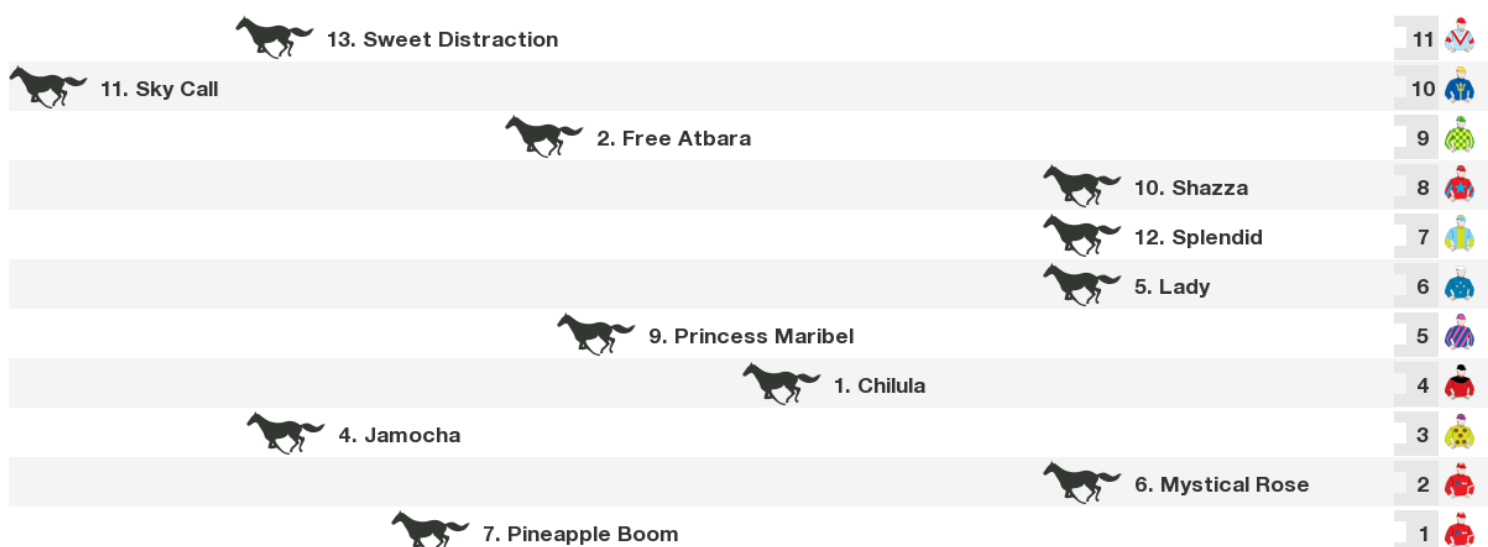 13. Sweet Distraction 11
11. Sky Call 10
2. Free Atbara 9
10. Shazza 8
12. Splendid 7
5. Lady 6
9. Princess Maribel 5
1. Chilula 4
4. Jamocha 3
6. Mystical Rose 2
7. Pineapple Boom 1